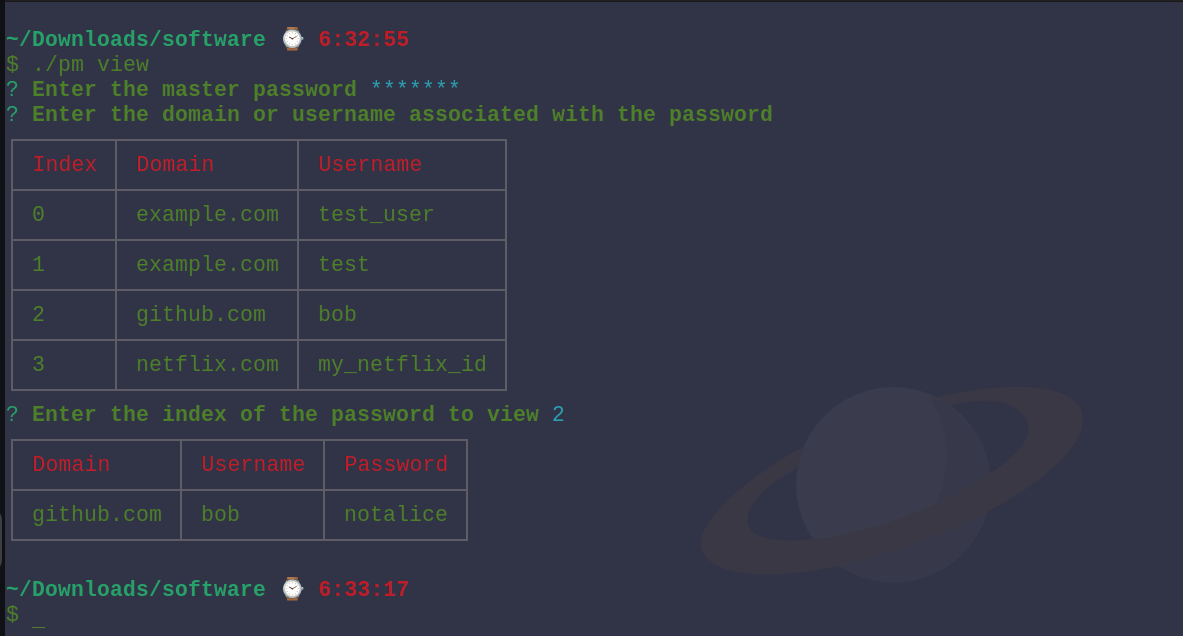 ~/Downloads/software ⌚ 6:32:55
$ ./pm view
? Enter the master password *******
? Enter the domain or username associated with the password
Index Domain Username
0 example.com test_user
1 example.com test
2 github.com bob
3 netflix.com my_netflix_id
? Enter the index of the password to view 2
Domain Username Password
github.com bob notalice
~/Downloads/software ⌚ 6:33:17
$ _